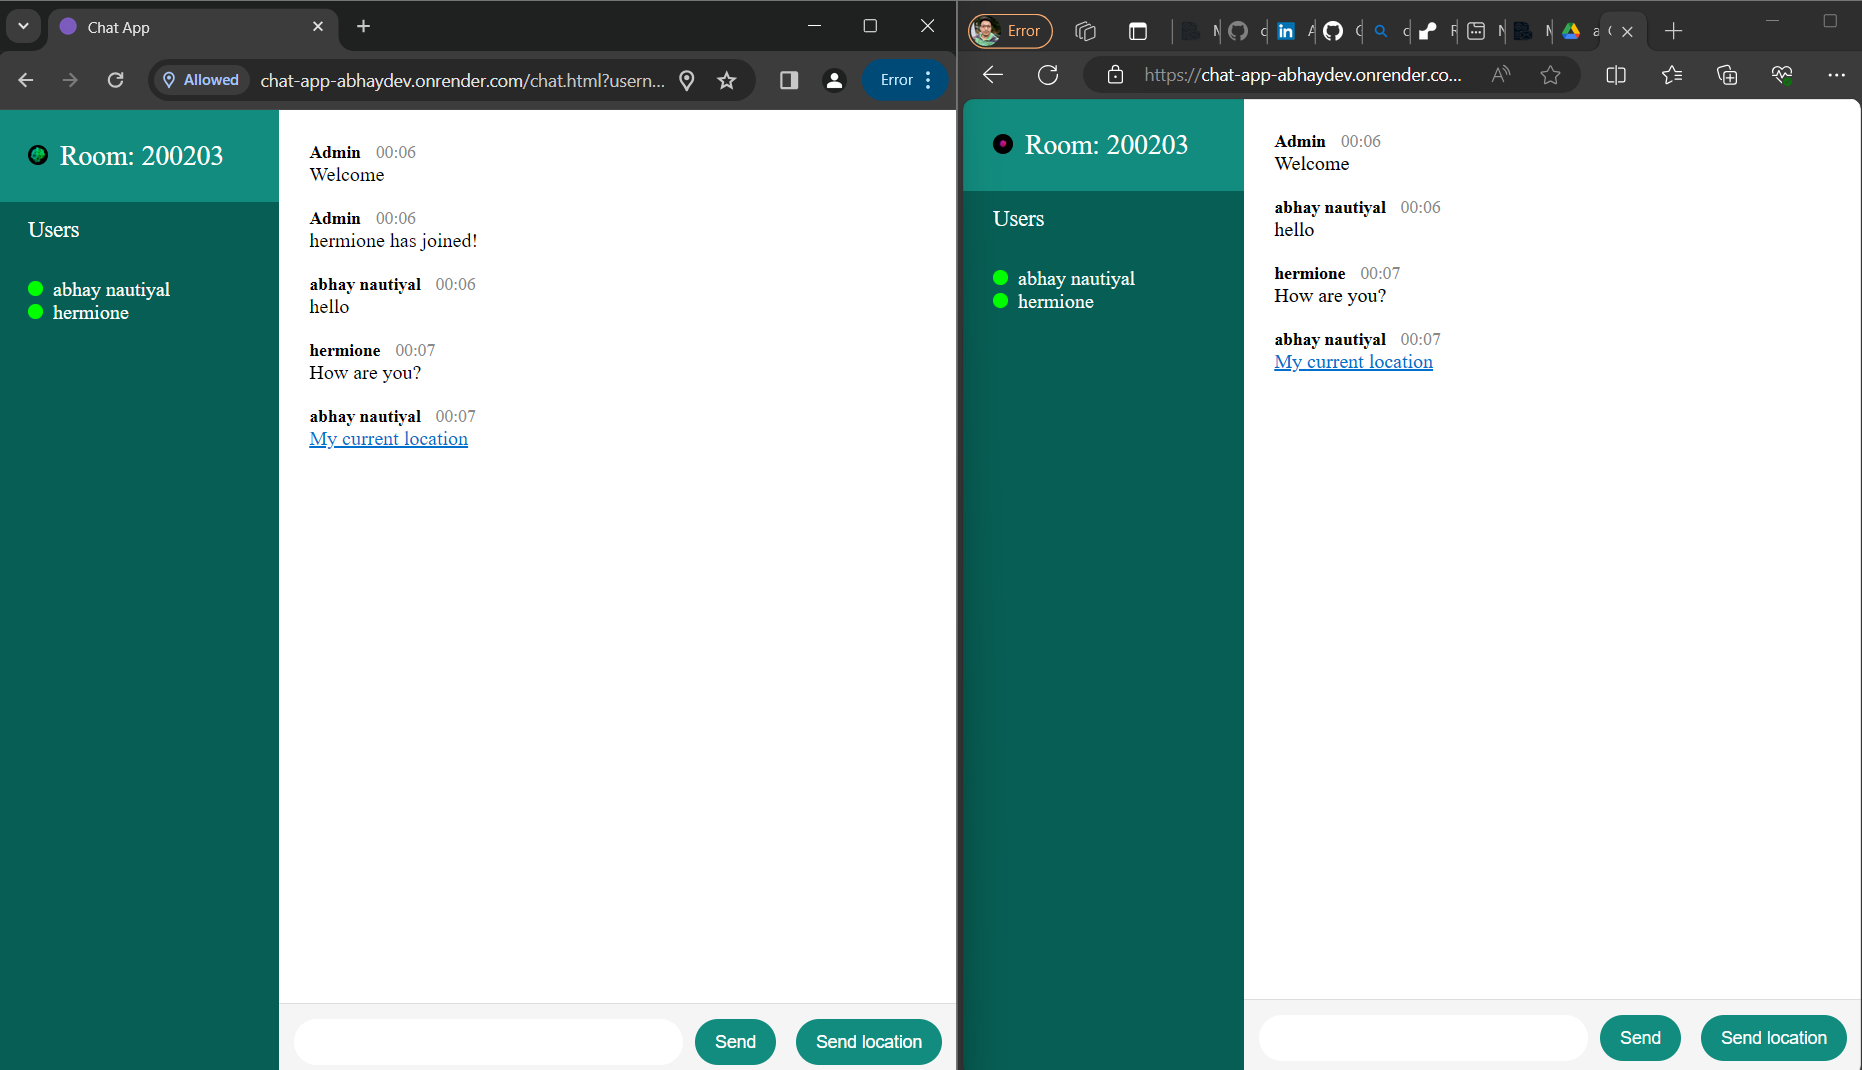 Chat App
Allowed
chat-app-abhaydev.onrender.com/chat.html?usern...
Error
Room: 200203
Users
abhay nautiyal
hermione
Admin 00:06
Welcome
Admin 00:06
hermione has joined!
abhay nautiyal 00:06
hello
hermione 00:07
How are you?
abhay nautiyal 00:07
My current location
Send
Send location
Error
https://chat-app-abhaydev.onrender.co...
Room: 200203
Users
abhay nautiyal
hermione
Admin 00:06
Welcome
abhay nautiyal 00:06
hello
hermione 00:07
How are you?
abhay nautiyal 00:07
My current location
Send
Send location